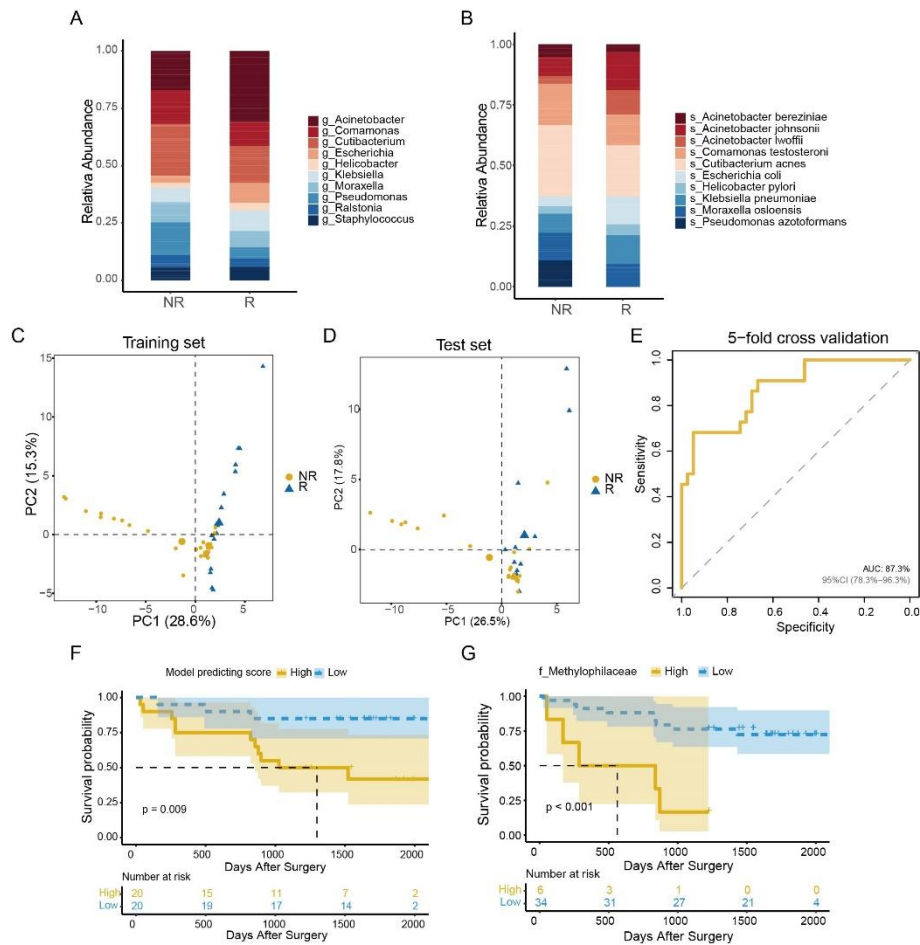 A
Relative Abundance
1.00
0.75
0.50
0.25
0.00
NR R
g_Acinetobacter
g_Comamonas
g_Cutibacterium
g_Escherichia
g_Helicobacter
g_Klebsiella
g_Moraxella
g_Pseudomonas
g_Ralstonia
g_Staphylococcus
B
Relative Abundance
1.00
0.75
0.50
0.25
0.00
NR R
s_Acinetobacter bereziniae
s_Acinetobacter johnsonii
s_Acinetobacter lwoffii
s_Comamonas testosteroni
s_Cutibacterium acnes
s_Escherichia coli
s_Helicobacter pylori
s_Klebsiella pneumoniae
s_Moraxella osloensis
s_Pseudomonas azotoformans
C
Training set
PC2 (15.3%)
15
10
5
0
−5
−10 −5 0 5
PC1 (28.6%)
NR
R
D
Test set
PC2 (17.8%)
10
5
0
−10 −5 0 5
PC1 (26.5%)
NR
R
E
5−fold cross validation
Sensitivity
1.0
0.8
0.6
0.4
0.2
0.0
AUC: 87.3%
95%CI (78.3%−96.3%)
1.0 0.8 0.6 0.4 0.2 0.0
Specificity
F
Model predicting score High Low
Survival probability
1.00
0.75
0.50
0.25
0.00
p = 0.009
0 500 1000 1500 2000
Days After Surgery
Number at risk
High 20 15 11 7 2
Low 20 19 17 14 2
0 500 1000 1500 2000
Days After Surgery
G
f_Methylophilaceae High Low
Survival probability
1.00
0.75
0.50
0.25
0.00
p < 0.001
0 500 1000 1500 2000
Days After Surgery
Number at risk
High 6 3 1 0 0
Low 34 31 27 21 4
0 500 1000 1500 2000
Days After Surgery